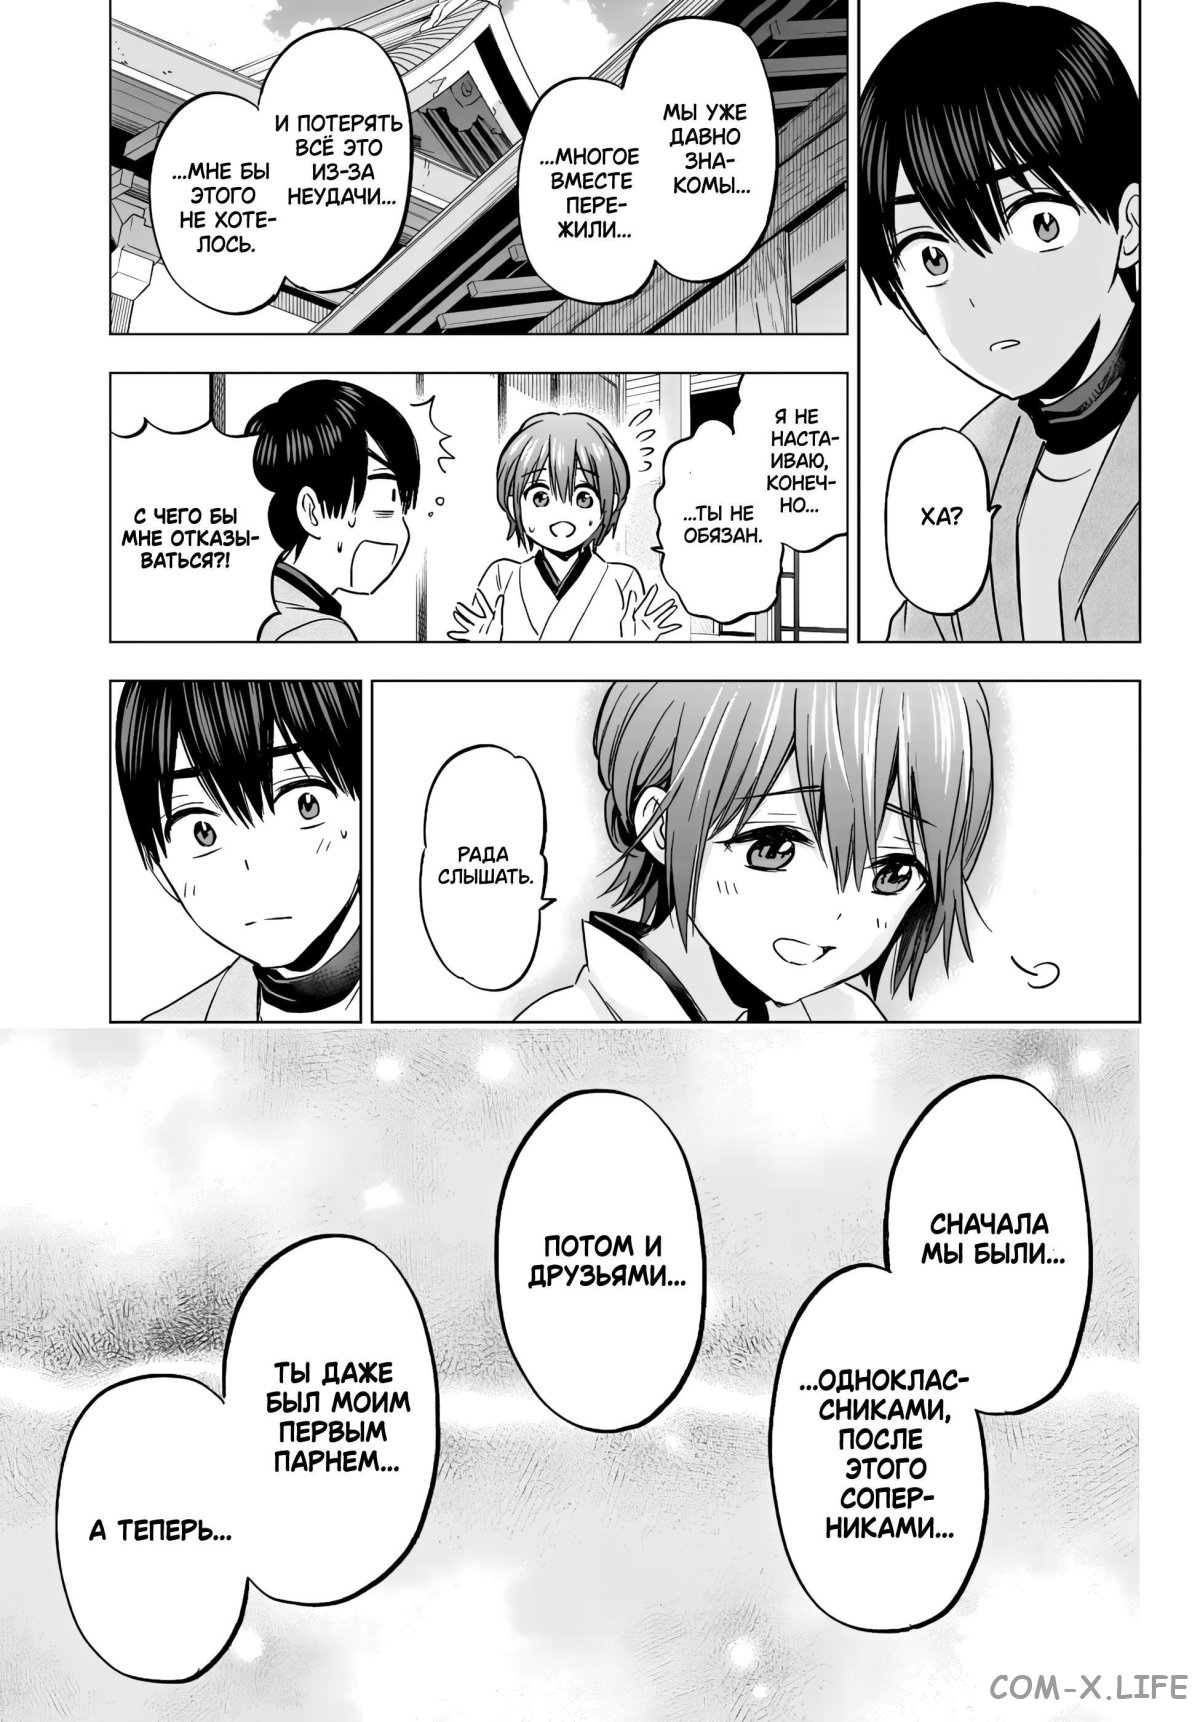 ХА?
МЫ УЖЕ
ДАВНО
ЗНА-
КОМЫ...
...МНОГОЕ
ВМЕСТЕ
ПЕРЕ-
ЖИЛИ...
И ПОТЕРЯТЬ
ВСЁ ЭТО
ИЗ-ЗА
НЕУДАЧИ...
...МНЕ БЫ
ЭТОГО
НЕ ХОТЕ-
ЛОСЬ.
Я НЕ
НАСТА-
ИВАЮ,
КОНЕЧ-
НО...
...ТЫ НЕ
ОБЯЗАН.
С ЧЕГО БЫ
МНЕ ОТКАЗЫ-
ВАТЬСЯ?!
РАДА
СЛЫШАТЬ.
СНАЧАЛА
МЫ БЫЛИ...
...ОДНОКЛАС-
СНИКАМИ,
ПОСЛЕ
ЭТОГО
СОПЕР-
НИКАМИ...
ПОТОМ И
ДРУЗЬЯМИ...
ТЫ ДАЖЕ
БЫЛ МОИМ
ПЕРВЫМ
ПАРНЕМ...
А ТЕПЕРЬ...
COM-X.LIFE